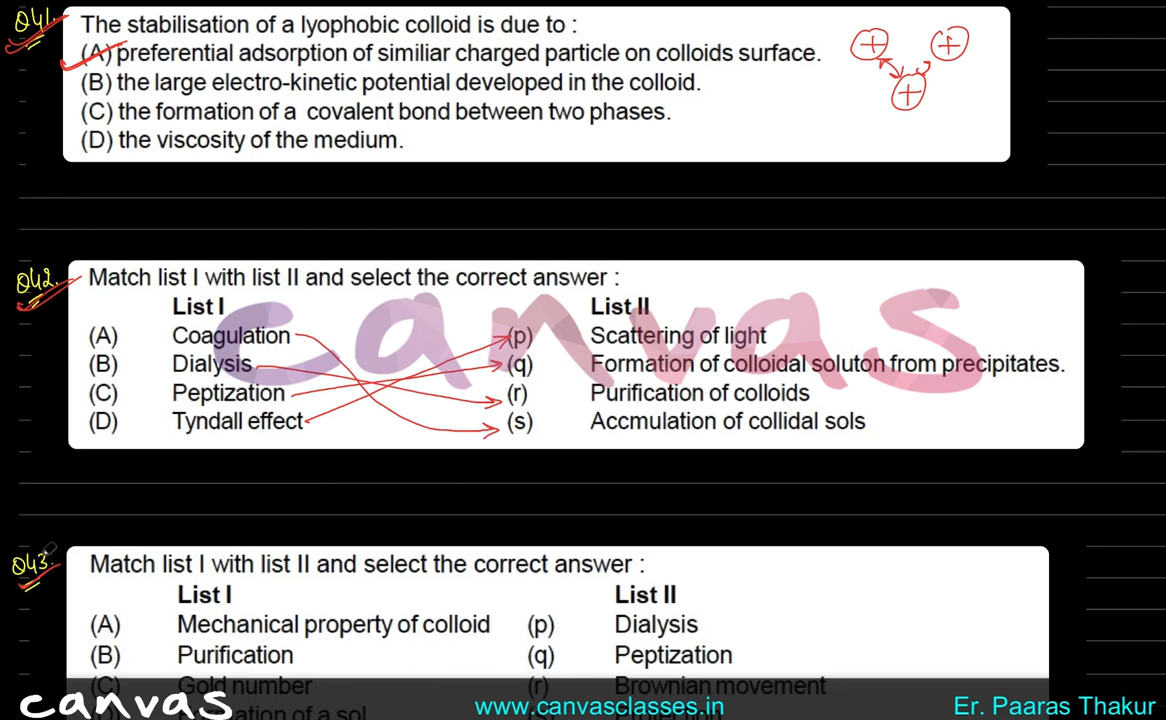 Q41.
The stabilisation of a lyophobic colloid is due to :
(A) preferential adsorption of similiar charged particle on colloids surface.
(B) the large electro-kinetic potential developed in the colloid.
(C) the formation of a covalent bond between two phases.
(D) the viscosity of the medium.
+ +
+
Q42.
Match list I with list II and select the correct answer :
List I List II
(A) Coagulation (p) Scattering of light
(B) Dialysis (q) Formation of colloidal soluton from precipitates.
(C) Peptization (r) Purification of colloids
(D) Tyndall effect (s) Accmulation of collidal sols
canvas
Q43.
Match list I with list II and select the correct answer :
List I List II
(A) Mechanical property of colloid (p) Dialysis
(B) Purification (q) Peptization
(C) Gold number (r) Brownian movement
ation of a sol
canvas www.canvasclasses.in Er. Paaras Thakur